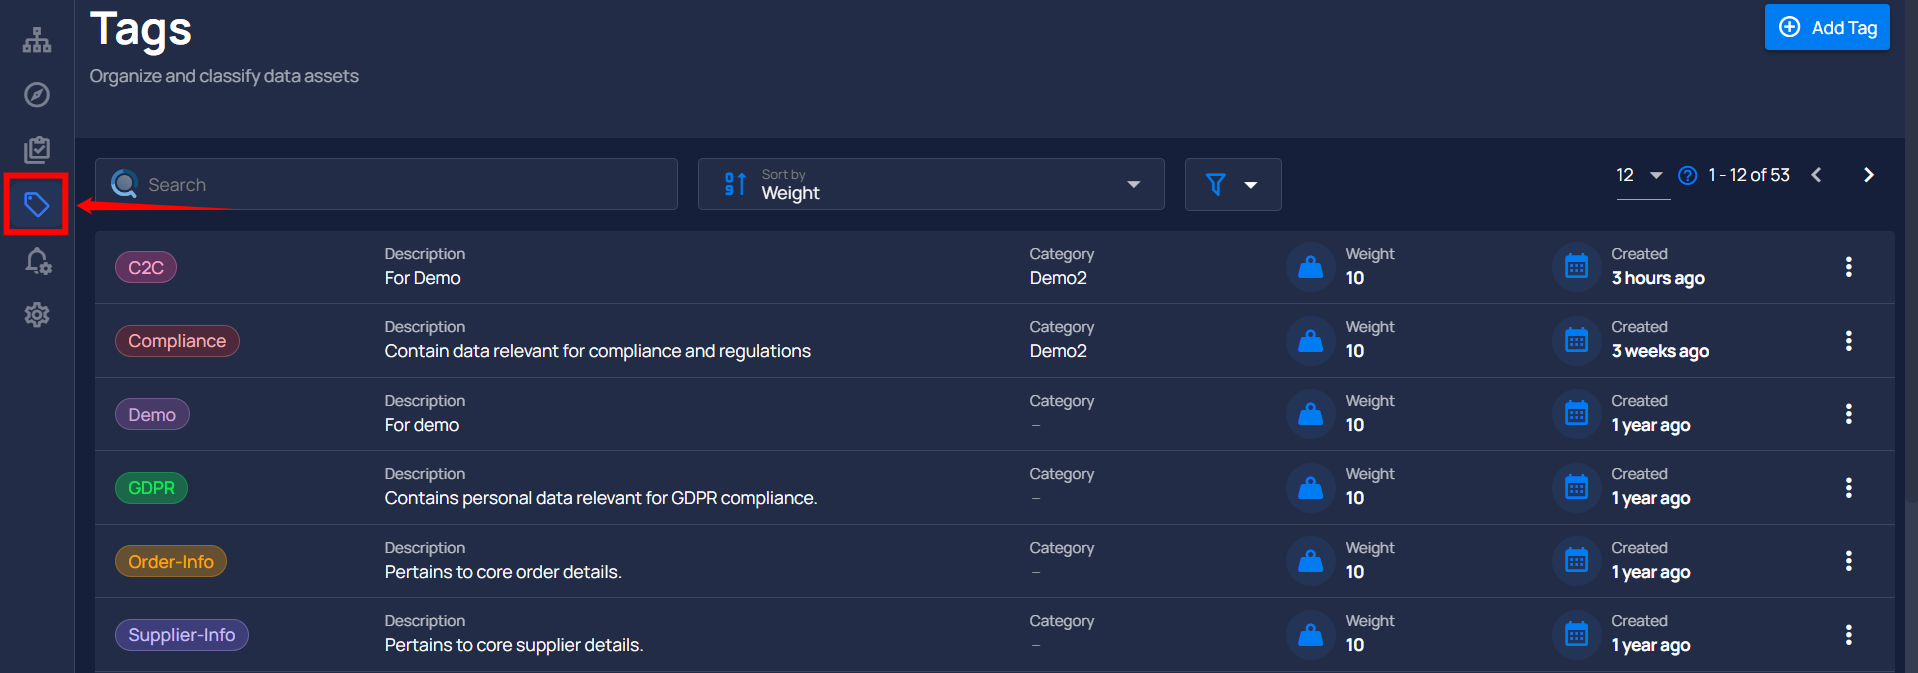 Tags
Add Tag
Organize and classify data assets
Search
Sort by
Weight
12
1 - 12 of 53
C2C
Description
For Demo
Category
Demo2
Weight
10
Created
3 hours ago
Compliance
Description
Contain data relevant for compliance and regulations
Category
Demo2
Weight
10
Created
3 weeks ago
Demo
Description
For demo
Category
–
Weight
10
Created
1 year ago
GDPR
Description
Contains personal data relevant for GDPR compliance.
Category
–
Weight
10
Created
1 year ago
Order-Info
Description
Pertains to core order details.
Category
–
Weight
10
Created
1 year ago
Supplier-Info
Description
Pertains to core supplier details.
Category
–
Weight
10
Created
1 year ago